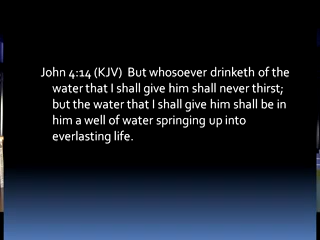 John 4:14 (KJV)  But whosoever drinketh of the
water that I shall give him shall never thirst;
but the water that I shall give him shall be in
him a well of water springing up into
everlasting life.